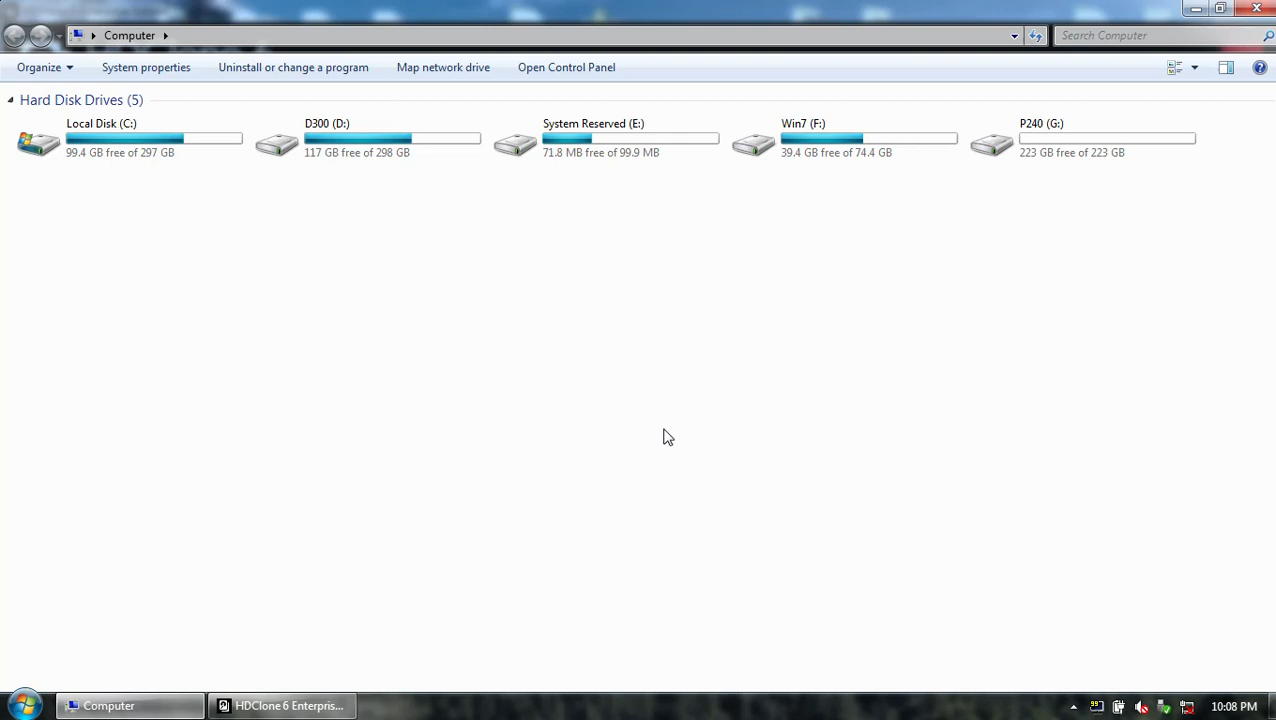 Computer
Search Computer
Organize
System properties
Uninstall or change a program
Map network drive
Open Control Panel
Hard Disk Drives (5)
Local Disk (C:)
99.4 GB free of 297 GB
D300 (D:)
117 GB free of 298 GB
System Reserved (E:)
71.8 MB free of 99.9 MB
Win7 (F:)
39.4 GB free of 74.4 GB
P240 (G:)
223 GB free of 223 GB
Computer
HDClone 6 Enterpris...
10:08 PM